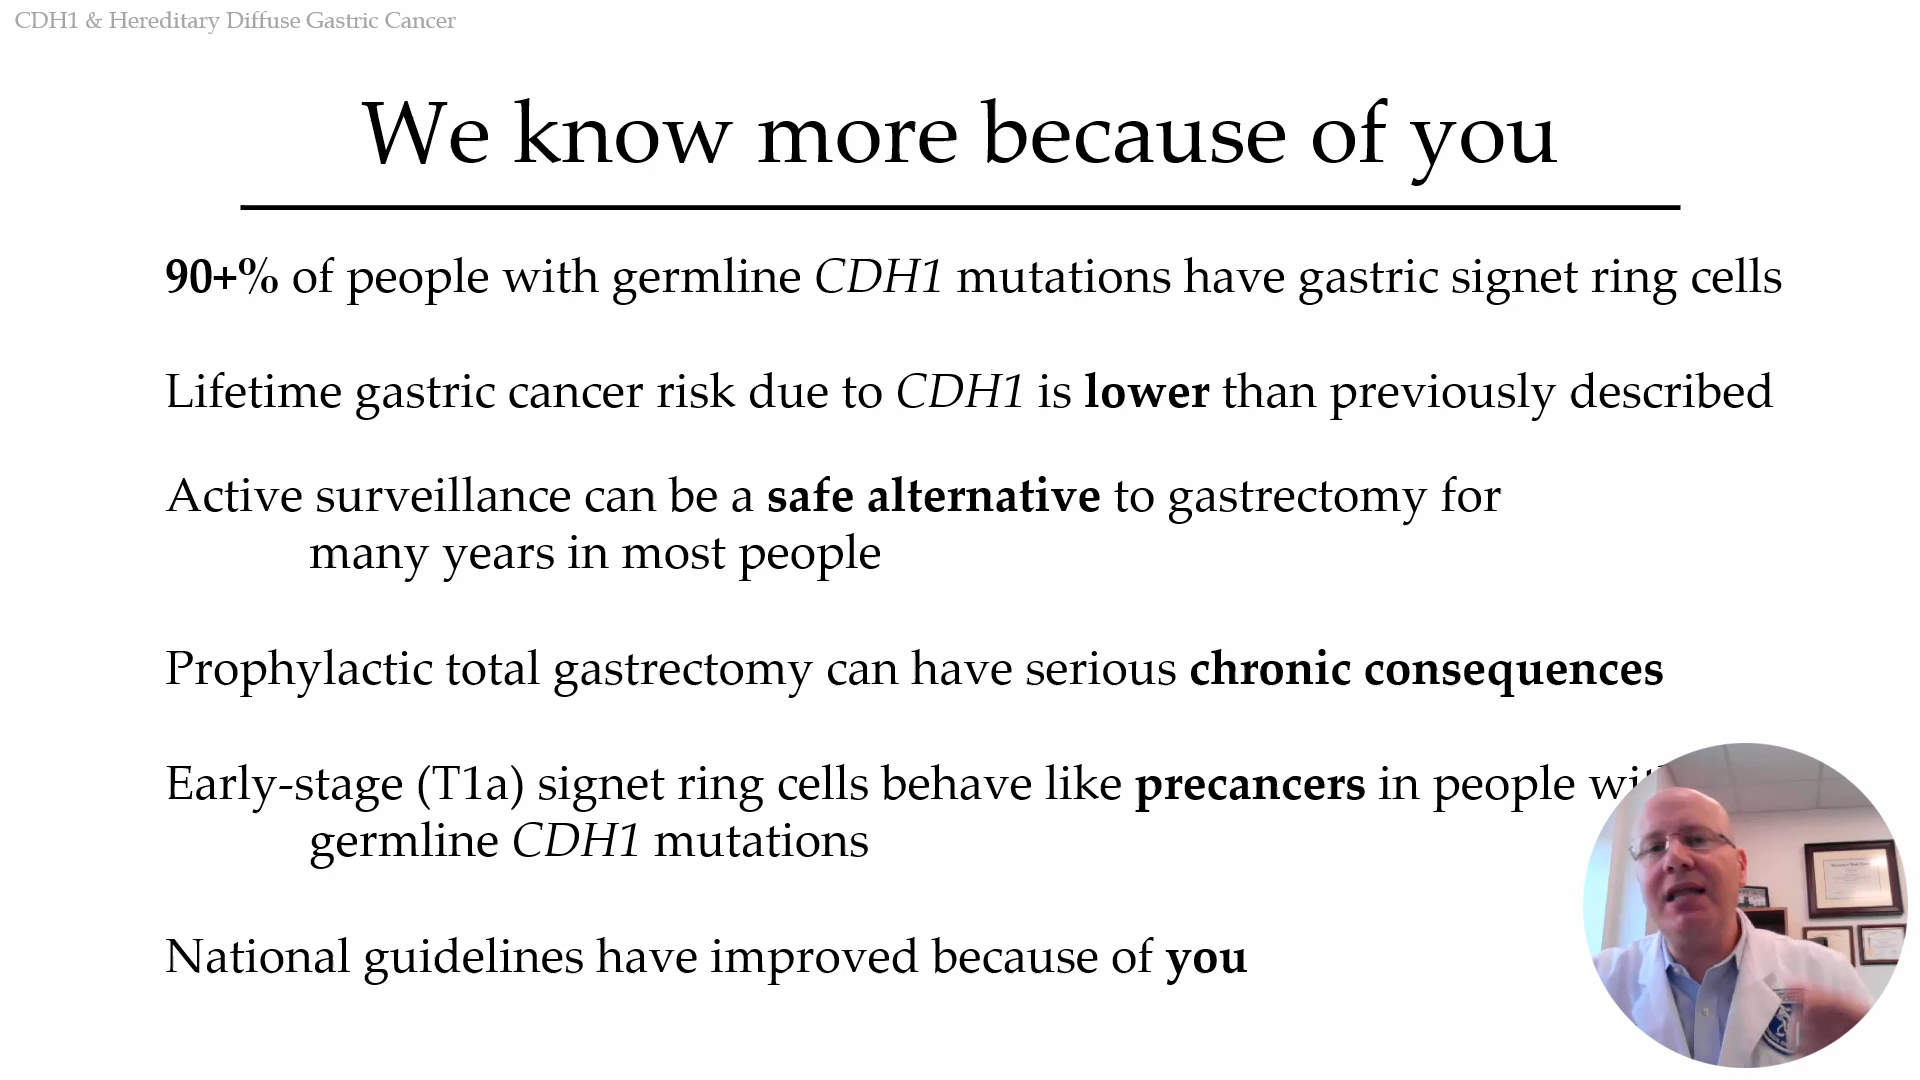 CDH1 & Hereditary Diffuse Gastric Cancer
We know more because of you
90+% of people with germline CDH1 mutations have gastric signet ring cells
Lifetime gastric cancer risk due to CDH1 is lower than previously described
Active surveillance can be a safe alternative to gastrectomy for
many years in most people
Prophylactic total gastrectomy can have serious chronic consequences
Early-stage (T1a) signet ring cells behave like precancers in people
germline CDH1 mutations
National guidelines have improved because of you